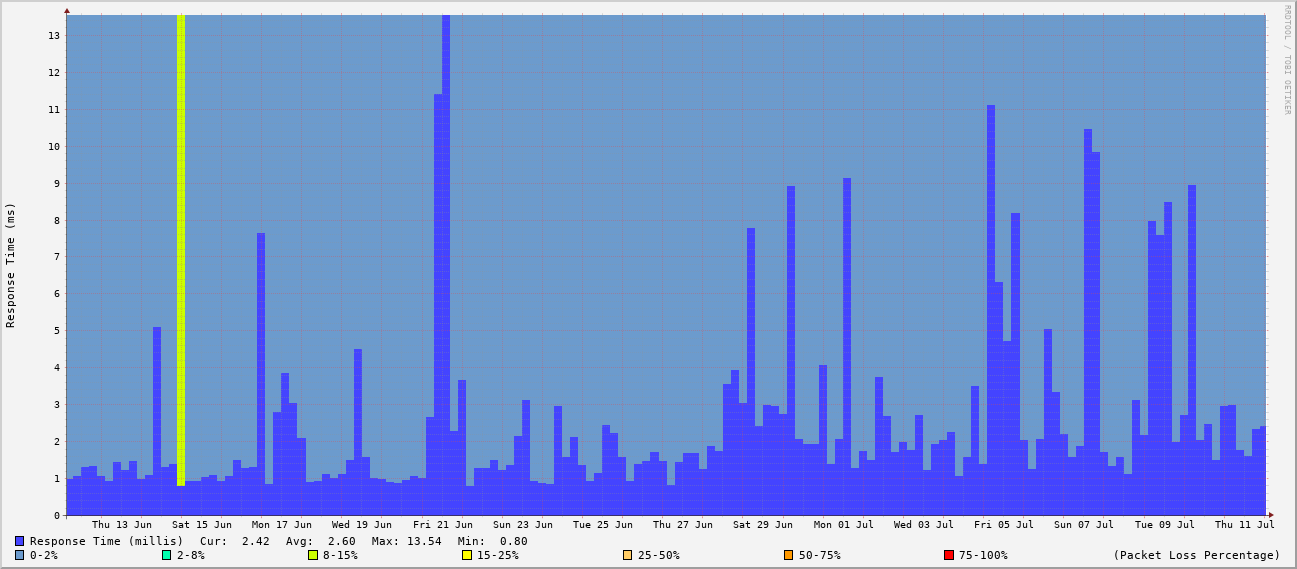 RRDTOOL / TOBI OETIKER
Response Time (ms)
13
12
11
10
9
8
7
6
5
4
3
2
1
0
Thu 13 Jun Sat 15 Jun Mon 17 Jun Wed 19 Jun Fri 21 Jun Sun 23 Jun Tue 25 Jun Thu 27 Jun Sat 29 Jun Mon 01 Jul Wed 03 Jul Fri 05 Jul Sun 07 Jul Tue 09 Jul Thu 11 Jul
Response Time (millis) Cur: 2.42 Avg: 2.60 Max: 13.54 Min: 0.80
0-2% 2-8% 8-15% 15-25% 25-50% 50-75% 75-100% (Packet Loss Percentage)